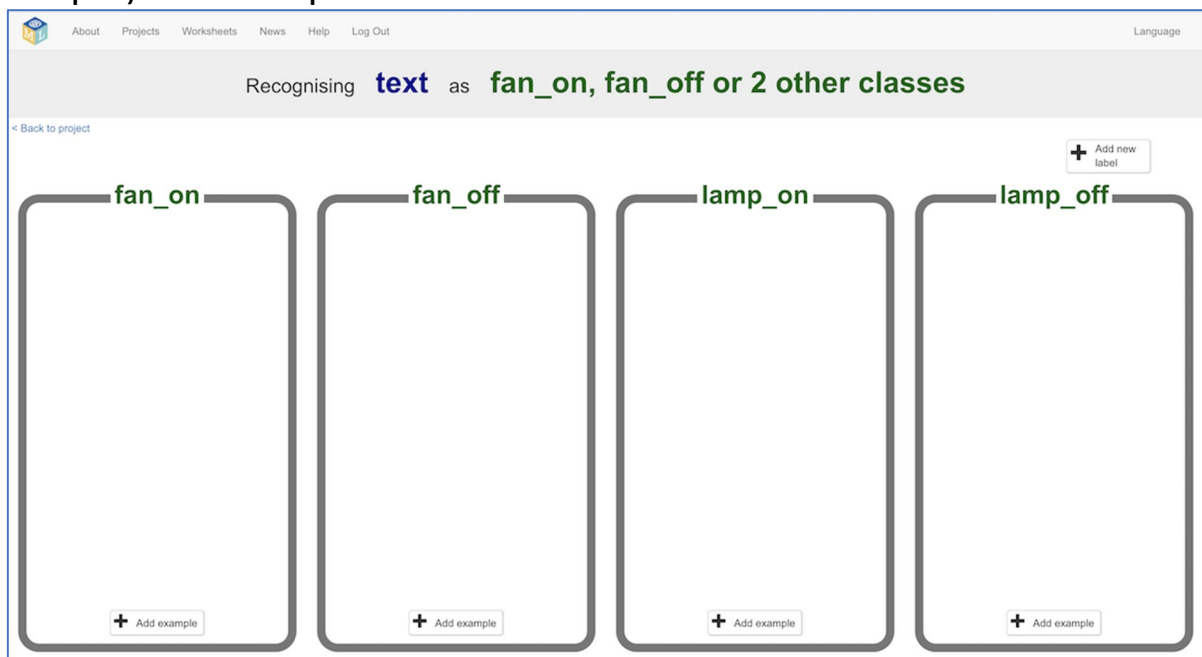 About Projects Worksheets News Help Log Out Language
Recognising text as fan_on, fan_off or 2 other classes
< Back to project
Add new
label
fan_on fan_off lamp_on lamp_off
Add example Add example Add example Add example